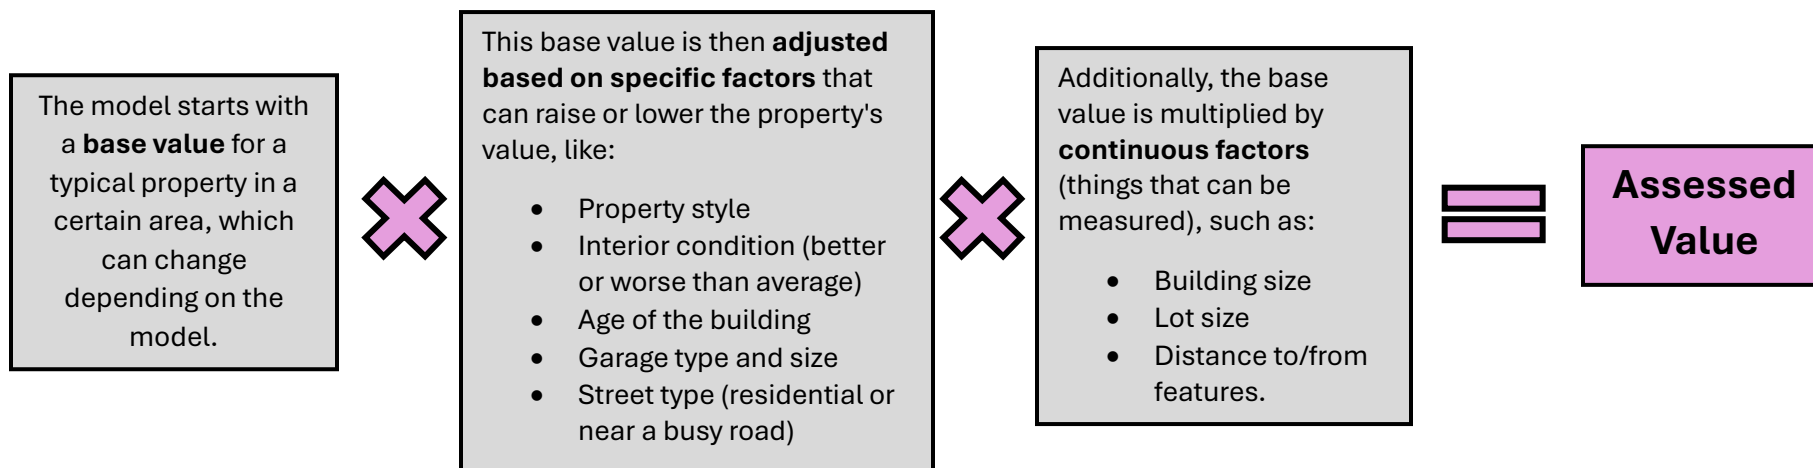 The model starts with
a base value for a
typical property in a
certain area, which
can change
depending on the
model.
This base value is then adjusted
based on specific factors that
can raise or lower the property's
value, like:
• Property style
• Interior condition (better
or worse than average)
• Age of the building
• Garage type and size
• Street type (residential or
near a busy road)
Additionally, the base
value is multiplied by
continuous factors
(things that can be
measured), such as:
• Building size
• Lot size
• Distance to/from
features.
Assessed
Value